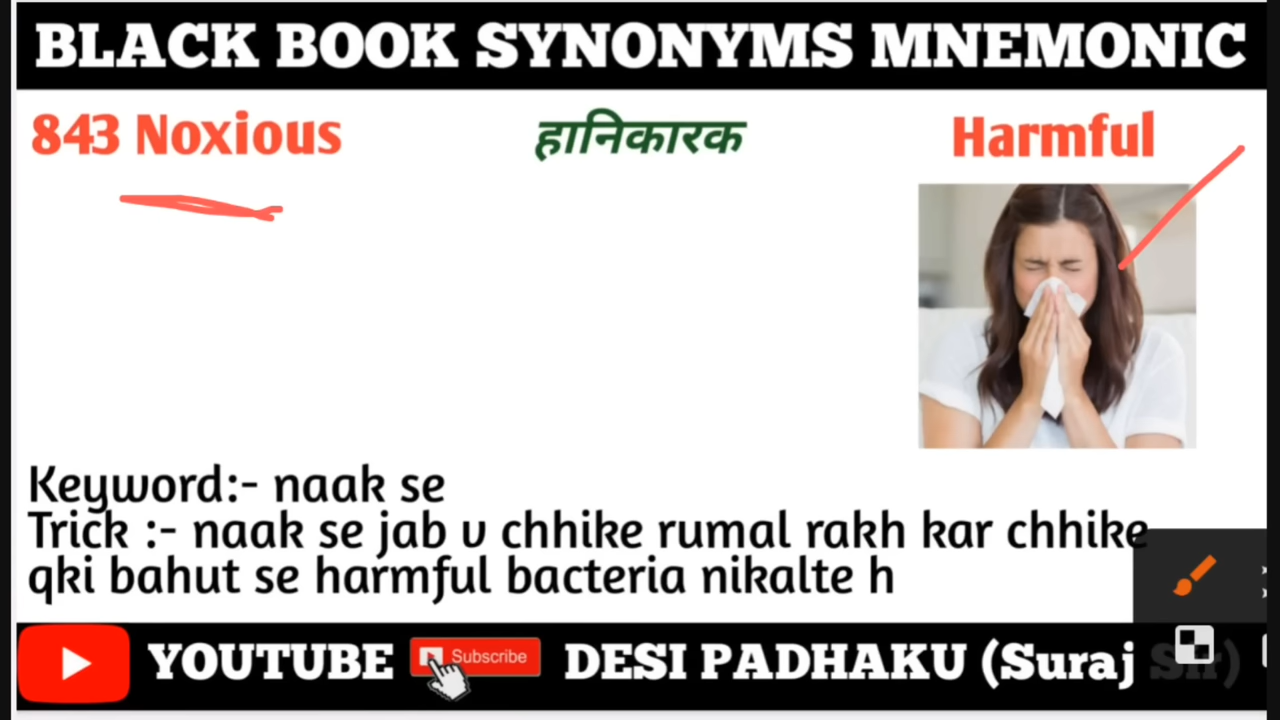 BLACK BOOK SYNONYMS MNEMONIC
843 Noxious हानिकारक Harmful
Keyword:- naak se
Trick :- naak se jab v chhike rumal rakh kar chhike
qki bahut se harmful bacteria nikalte h
YOUTUBE Subscribe DESI PADHAKU (Suraj Sir)